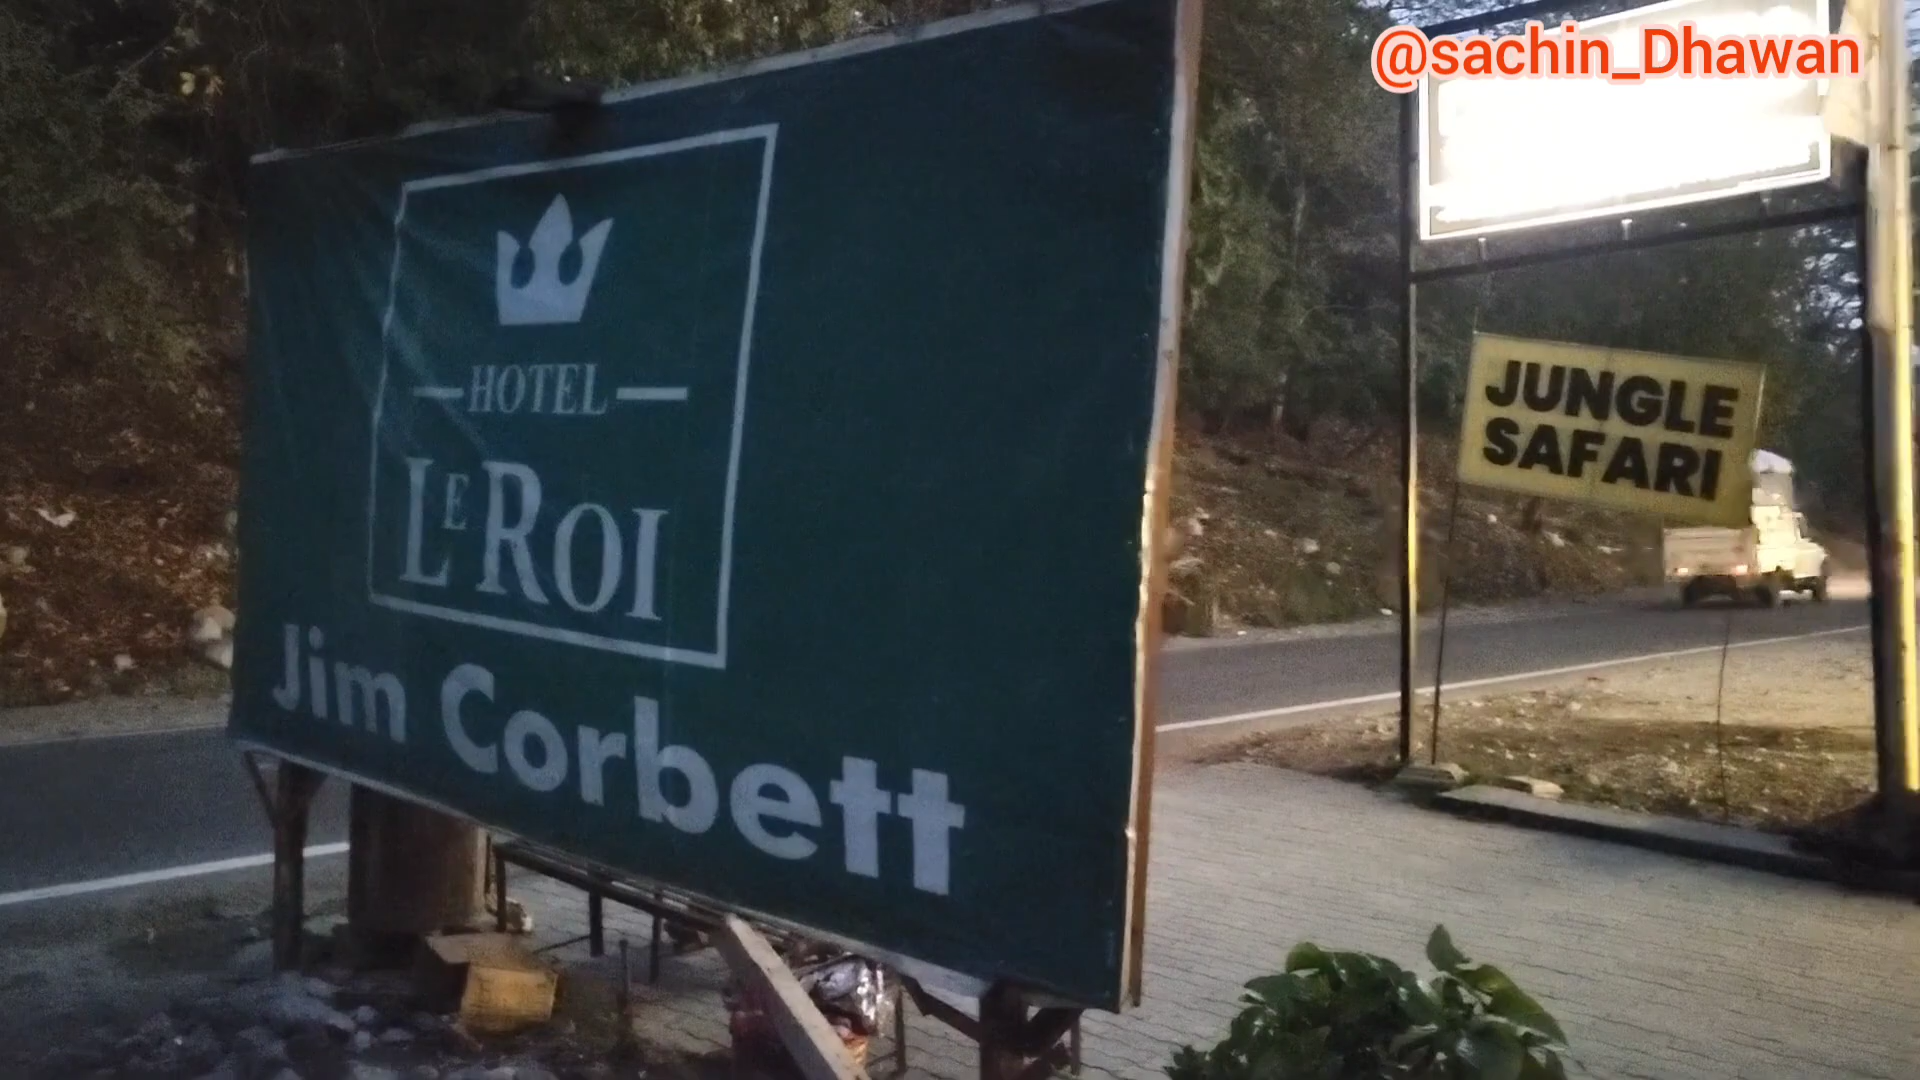 @sachin_Dhawan
HOTEL
LE ROI
Jim Corbett
JUNGLE
SAFARI